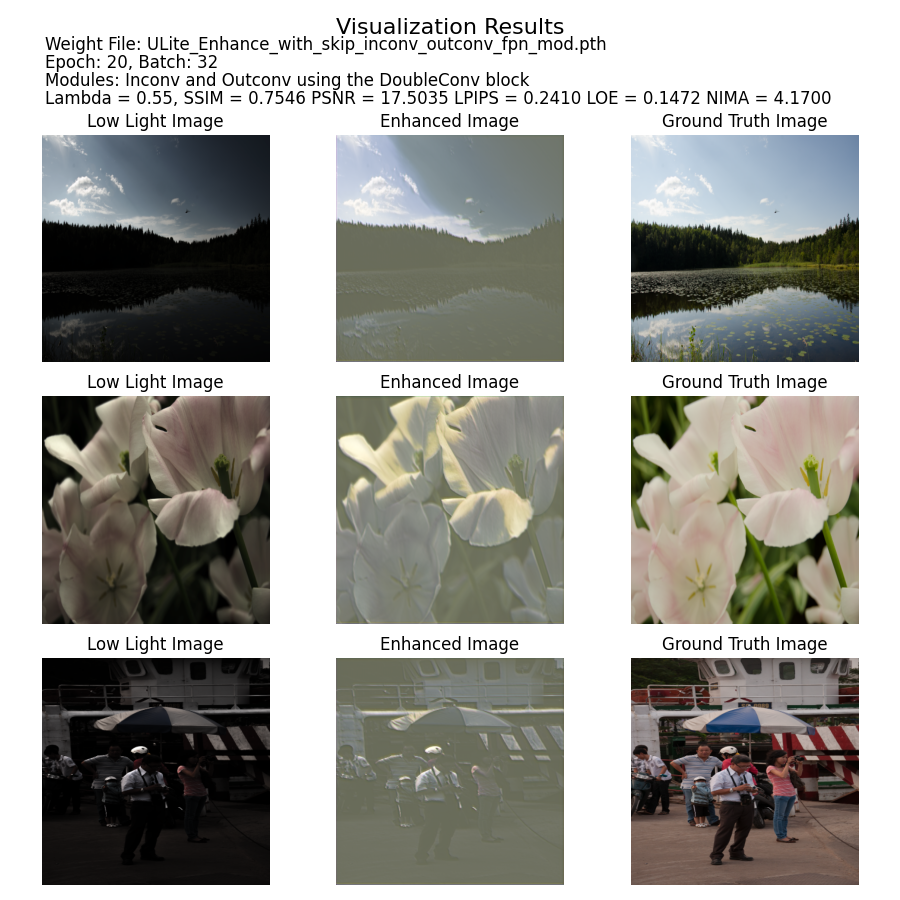 Visualization Results
Weight File: ULite_Enhance_with_skip_inconv_outconv_fpn_mod.pth
Epoch: 20, Batch: 32
Modules: Inconv and Outconv using the DoubleConv block
Lambda = 0.55, SSIM = 0.7546 PSNR = 17.5035 LPIPS = 0.2410 LOE = 0.1472 NIMA = 4.1700
Low Light Image
Enhanced Image
Ground Truth Image
Low Light Image
Enhanced Image
Ground Truth Image
Low Light Image
Enhanced Image
Ground Truth Image